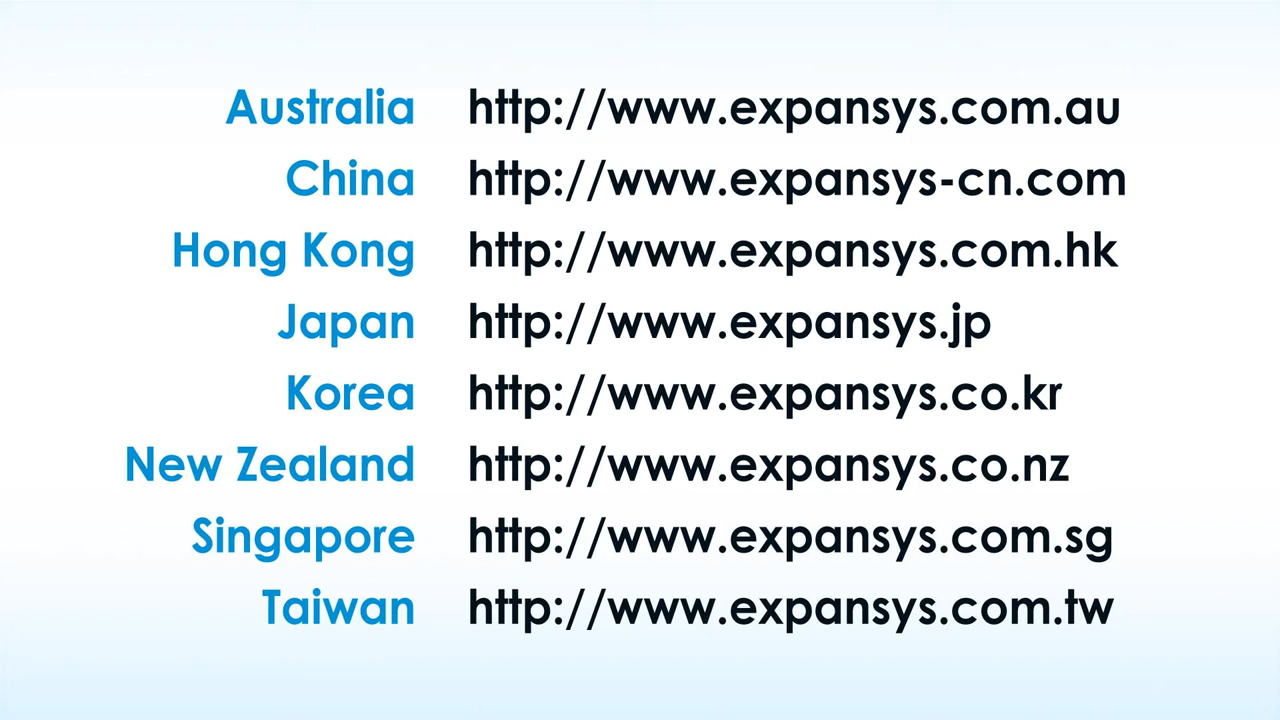 Australia http://www.expansys.com.au
China http://www.expansys-cn.com
Hong Kong http://www.expansys.com.hk
Japan http://www.expansys.jp
Korea http://www.expansys.co.kr
New Zealand http://www.expansys.co.nz
Singapore http://www.expansys.com.sg
Taiwan http://www.expansys.com.tw